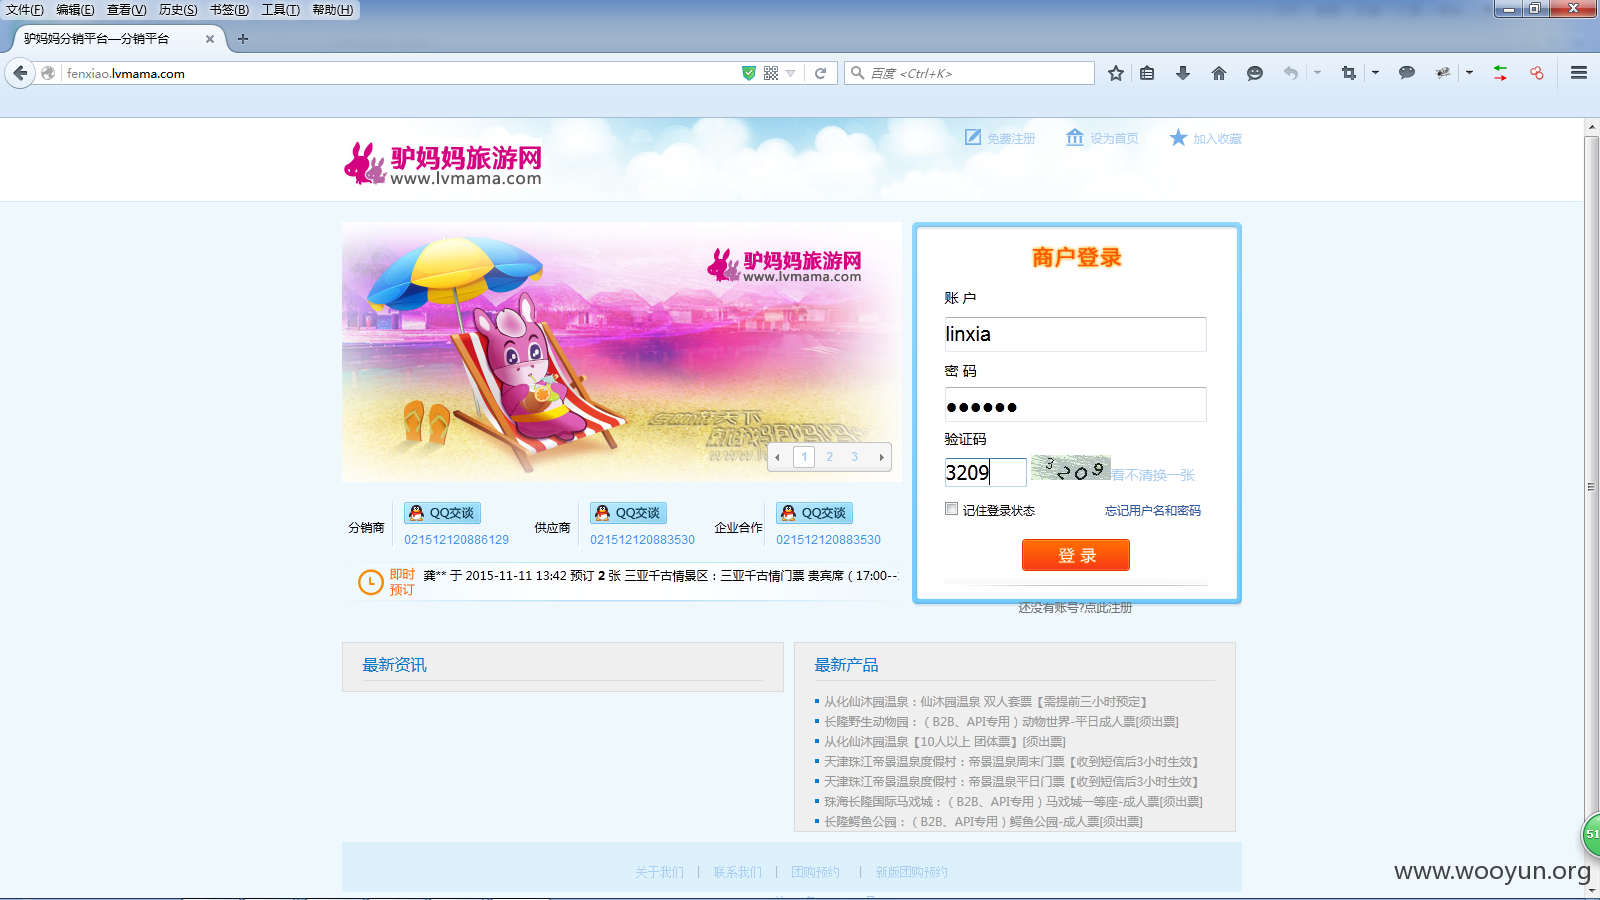 文件(F) 编辑(E) 查看(V) 历史(S) 书签(B) 工具(T) 帮助(H)
驴妈妈分销平台—分销平台
fenxiao.lvmama.com
百度 <Ctrl+K>
免费注册 设为首页 加入收藏
驴妈妈旅游网
www.lvmama.com
驴妈妈旅游网
www.lvmama.com
1 2 3
商户登录
账 户
linxia
密 码
验证码
3209
3209
看不清换一张
记住登录状态 忘记用户名和密码
登 录
还没有账号?点此注册
分销商 QQ交谈 021512120886129
供应商 QQ交谈 021512120883530
企业合作 QQ交谈 021512120883530
即时预订
龚** 于 2015-11-11 13:42 预订 2 张 三亚千古情景区：三亚千古情门票 贵宾席（17:00--
最新资讯
最新产品
从化仙沐园温泉：仙沐园温泉 双人套票【需提前三小时预定】
长隆野生动物园：（B2B、API专用）动物世界-平日成人票[须出票]
从化仙沐园温泉【10人以上 团体票】[须出票]
天津珠江帝景温泉度假村：帝景温泉周末门票【收到短信后3小时生效】
天津珠江帝景温泉度假村：帝景温泉平日门票【收到短信后3小时生效】
珠海长隆国际马戏城：（B2B、API专用）马戏城一等座-成人票[须出票]
长隆鳄鱼公园：（B2B、API专用）鳄鱼公园-成人票[须出票]
51
关于我们 | 联系我们 | 团购预约 | 新版团购预约
www.wooyun.org